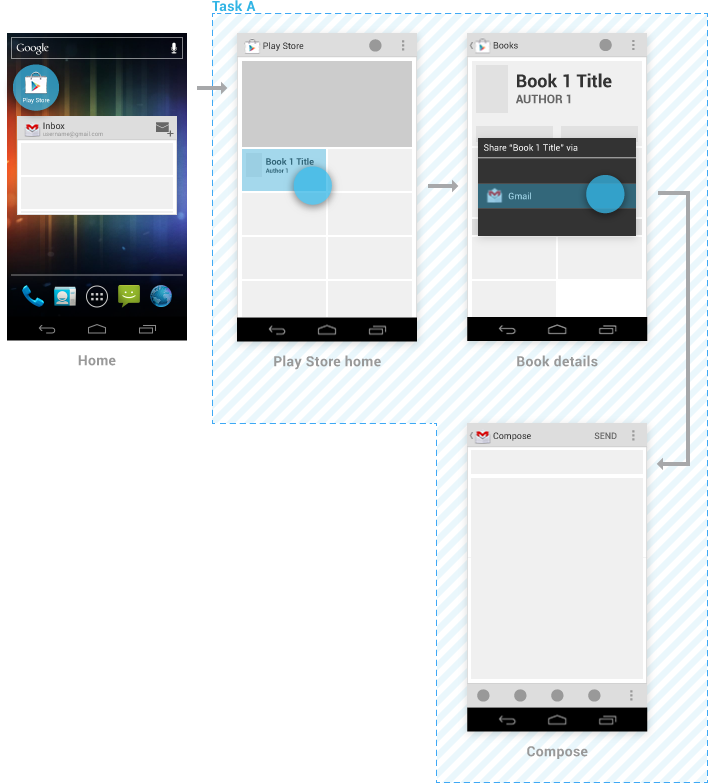 Task A
Google
Play Store
Inbox
username@gmail.com
Home
Play Store
Book 1 Title
Author 1
Play Store home
Books
Book 1 Title
AUTHOR 1
Share "Book 1 Title" via
Gmail
Book details
Compose
SEND
Compose